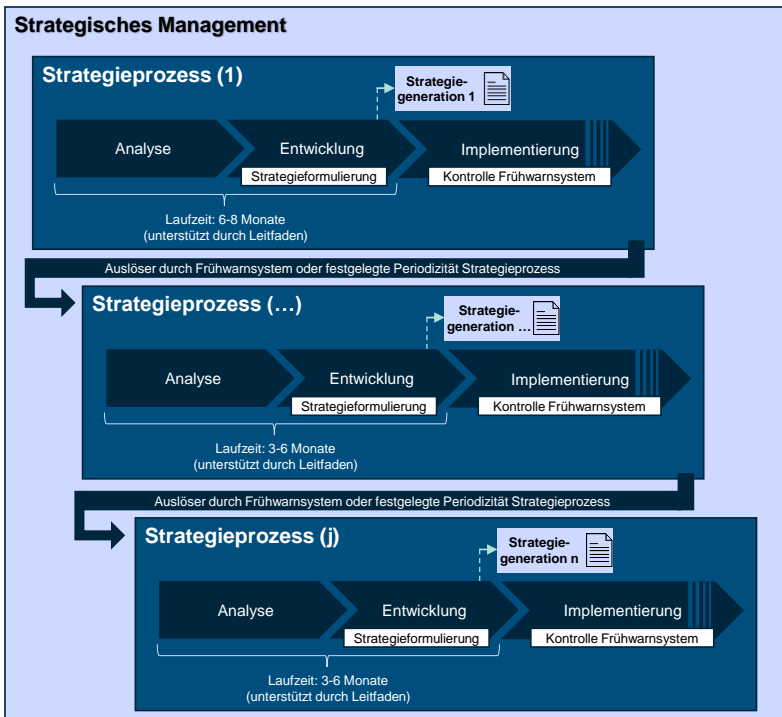 Strategisches Management
Strategieprozess (1)
Strategie-
generation 1
Analyse
Entwicklung
Implementierung
Strategieformulierung
Kontrolle Frühwarnsystem
Laufzeit: 6-8 Monate
(unterstützt durch Leitfaden)
Auslöser durch Frühwarnsystem oder festgelegte Periodizität Strategieprozess
Strategieprozess (…)
Strategie-
generation …
Analyse
Entwicklung
Implementierung
Strategieformulierung
Kontrolle Frühwarnsystem
Laufzeit: 3-6 Monate
(unterstützt durch Leitfaden)
Auslöser durch Frühwarnsystem oder festgelegte Periodizität Strategieprozess
Strategieprozess (j)
Strategie-
generation n
Analyse
Entwicklung
Implementierung
Strategieformulierung
Kontrolle Frühwarnsystem
Laufzeit: 3-6 Monate
(unterstützt durch Leitfaden)